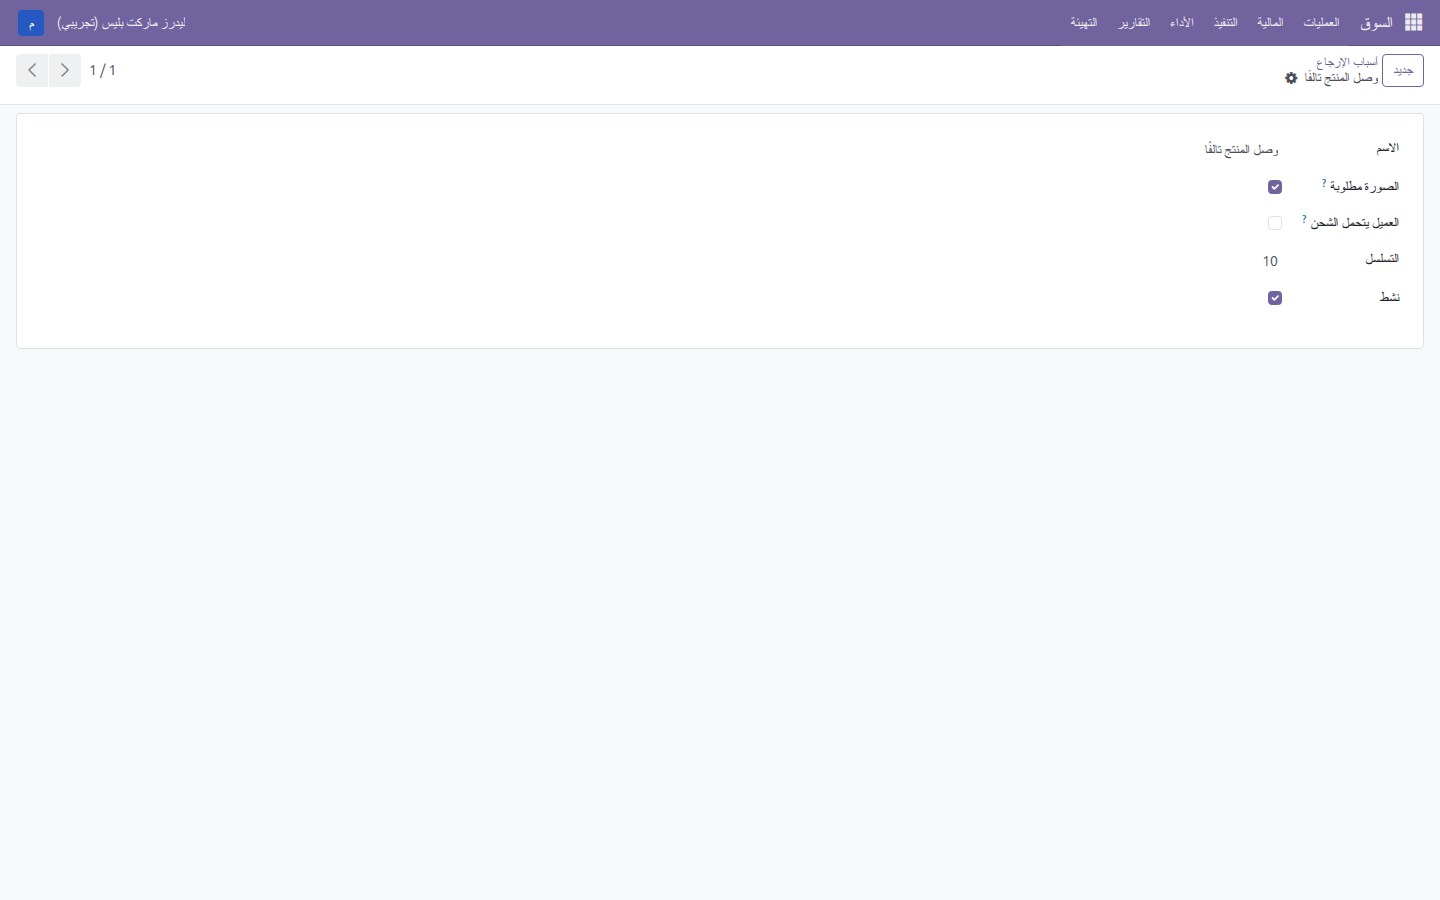 السوق العمليات المالية التنفيذ الأداء التقارير التهيئة ليدرز ماركت بليس (تجريبي) م
جديد أسباب الإرجاع 1 / 1
وصل المنتج تالفًا
الاسم وصل المنتج تالفًا
الصورة مطلوبة ?
العميل يتحمل الشحن ?
التسلسل 10
نشط